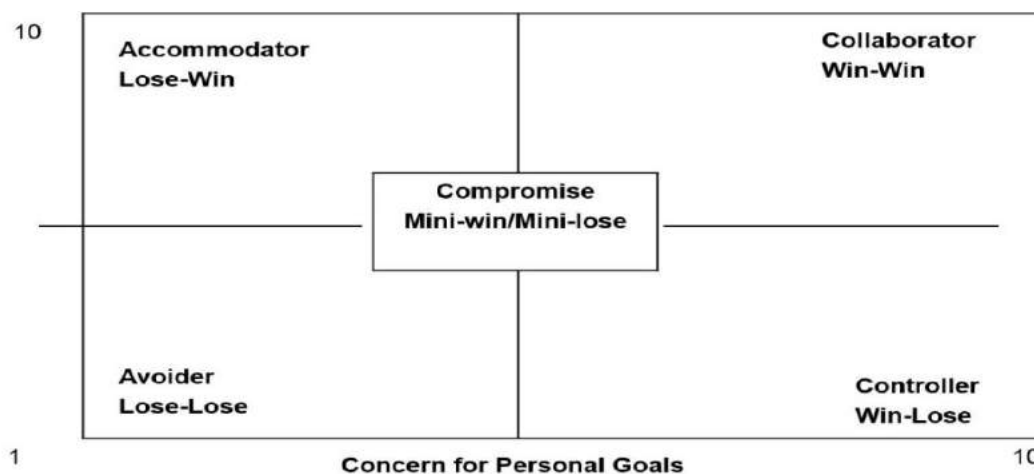 10
Accommodator
Lose-Win
Collaborator
Win-Win
Compromise
Mini-win/Mini-lose
Avoider
Lose-Lose
Controller
Win-Lose
1
Concern for Personal Goals
10